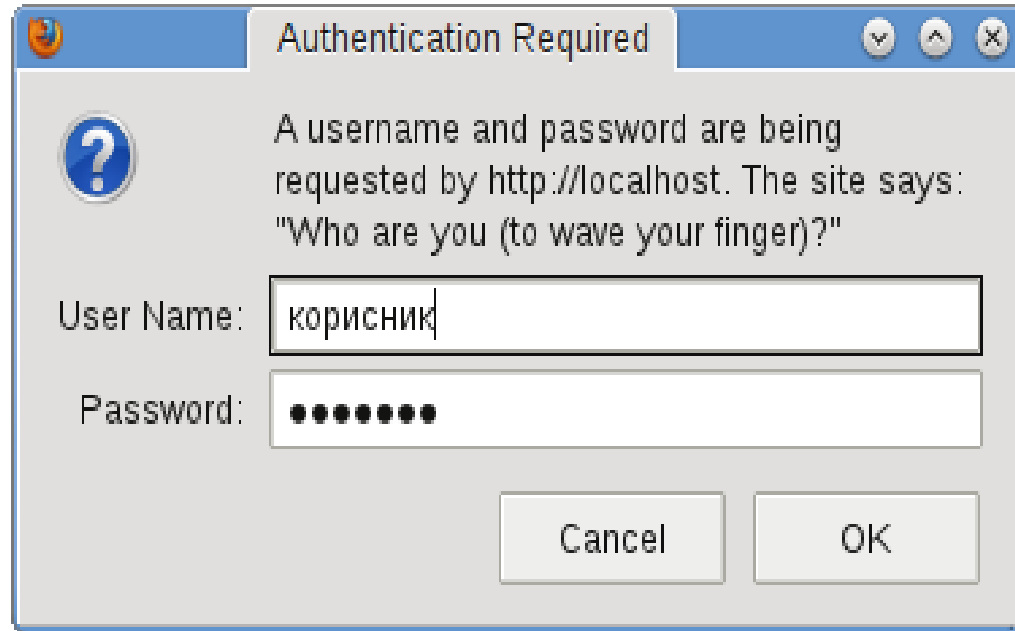 Authentication Required
A username and password are being
requested by http://localhost. The site says:
"Who are you (to wave your finger)?"
User Name: корисник
Password: ●●●●●●●
Cancel OK